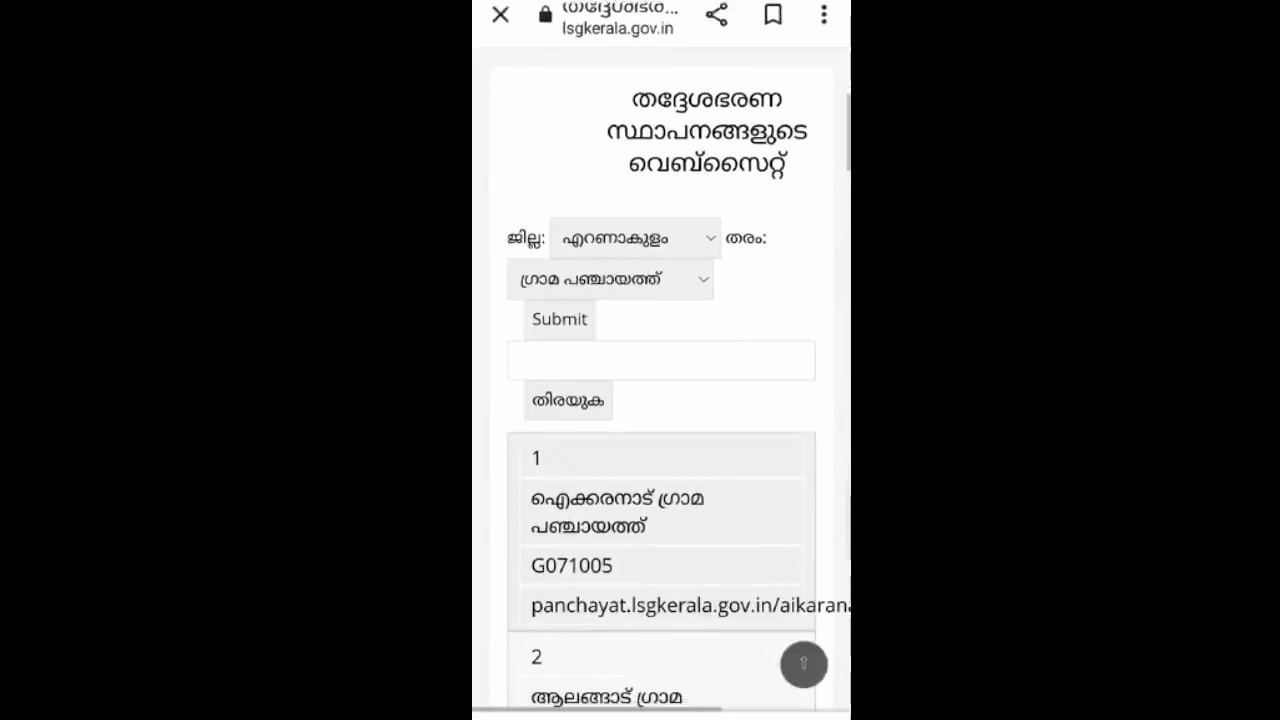 lsgkerala.gov.in
തദ്ദേശഭരണ
സ്ഥാപനങ്ങളുടെ
വെബ്സൈറ്റ്
ജില്ല: എറണാകുളം തരം:
ഗ്രാമ പഞ്ചായത്ത്
Submit
തിരയുക
1
ഐക്കരനാട് ഗ്രാമ
പഞ്ചായത്ത്
G071005
panchayat.lsgkerala.gov.in/aikaran
2
ആലങ്ങാട് ഗ്രാമ